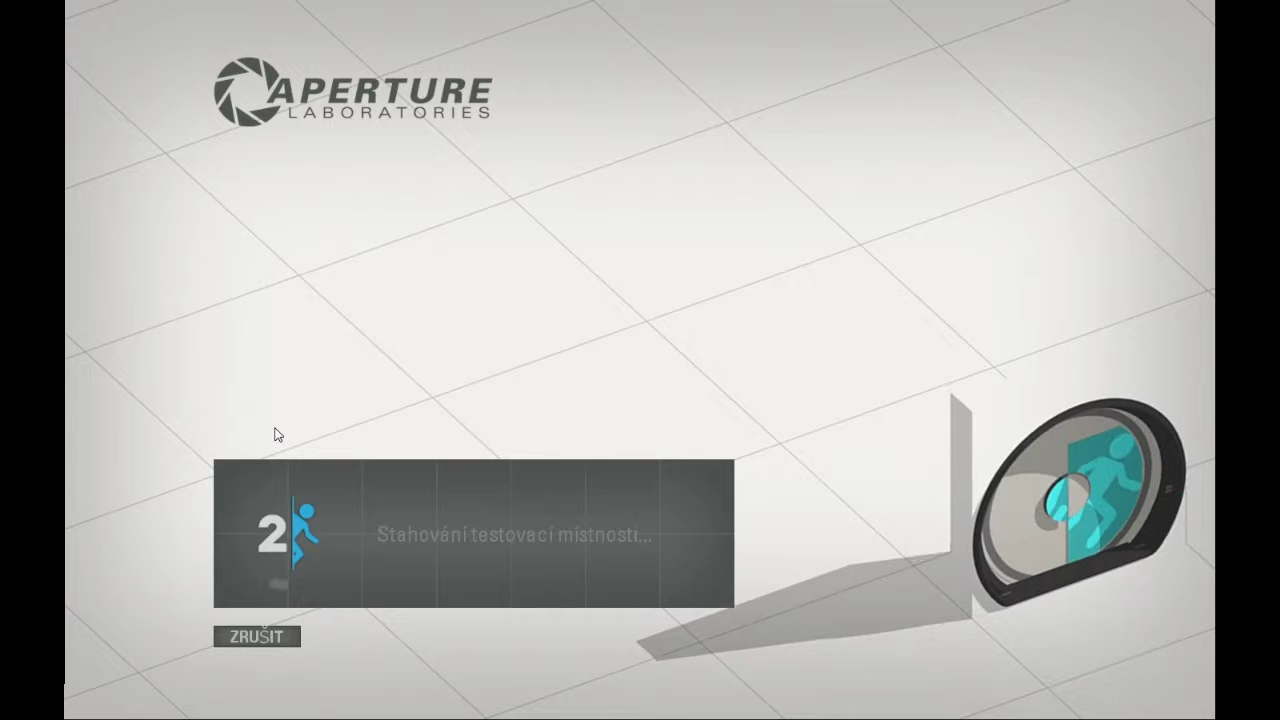 APERTURE
LABORATORIES
2
Stahování testovací místnosti...
ZRUŠIT